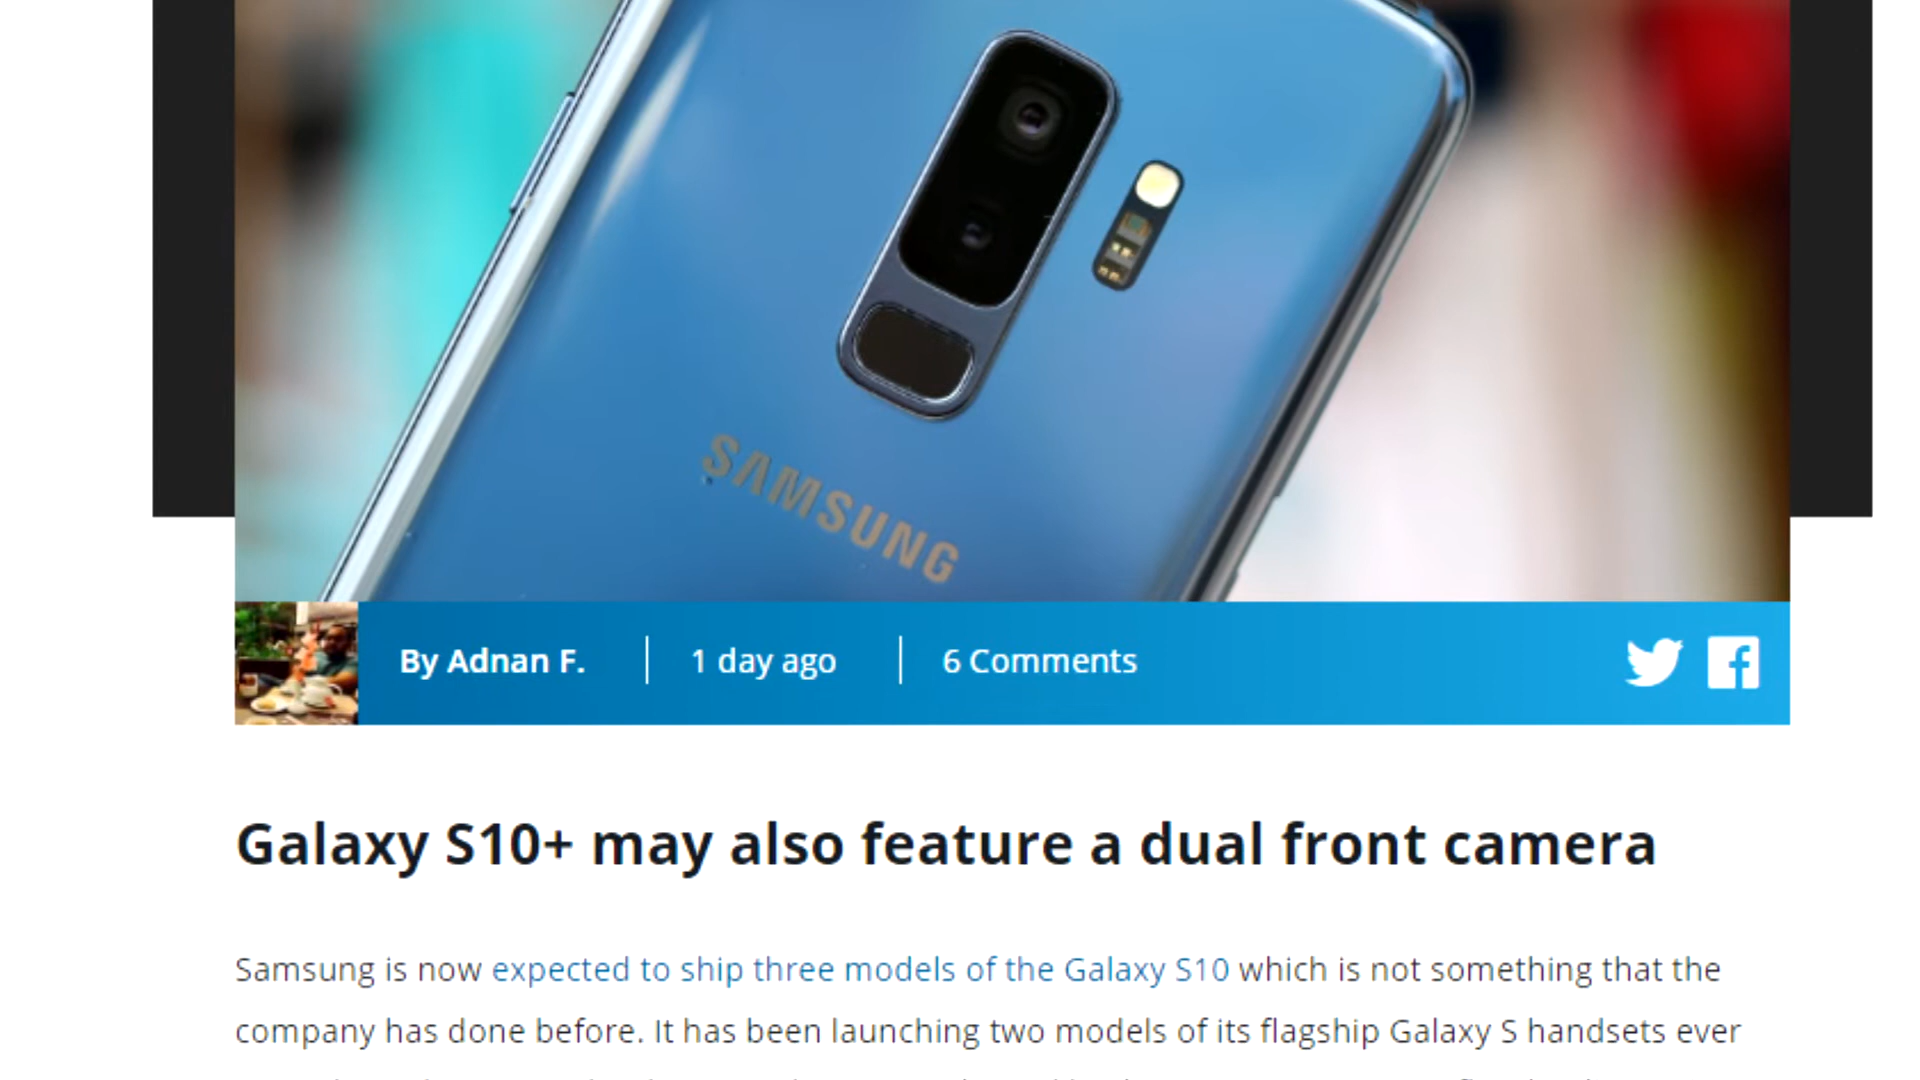 SAMSUNG
By Adnan F.
1 day ago
6 Comments
Galaxy S10+ may also feature a dual front camera
Samsung is now expected to ship three models of the Galaxy S10 which is not something that the
company has done before. It has been launching two models of its flagship Galaxy S handsets ever